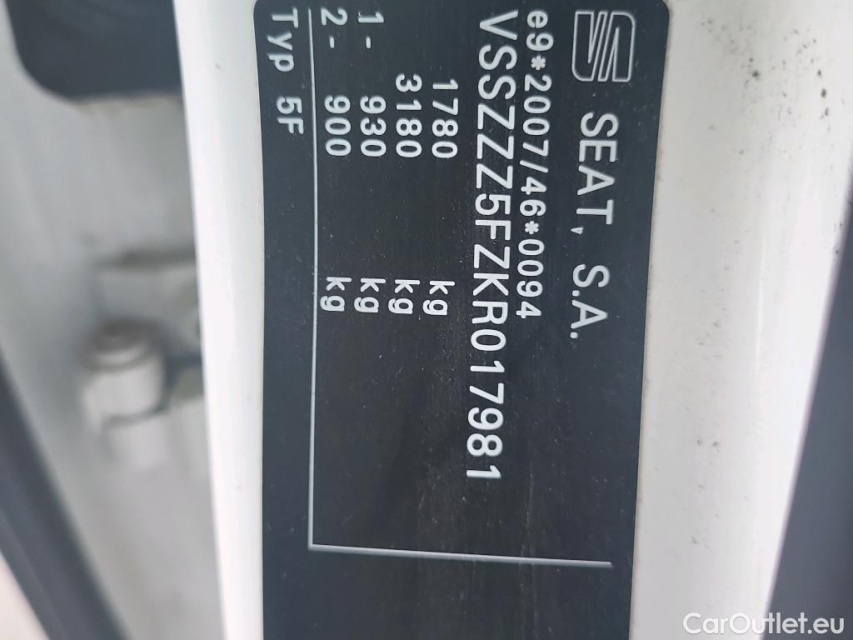 SEAT, S.A.
e9*2007/46*0094
VSSZZZ5FZKR017981
1780 kg
3180 kg
1- 930 kg
2- 900 kg
Typ 5F
CarOutlet.eu